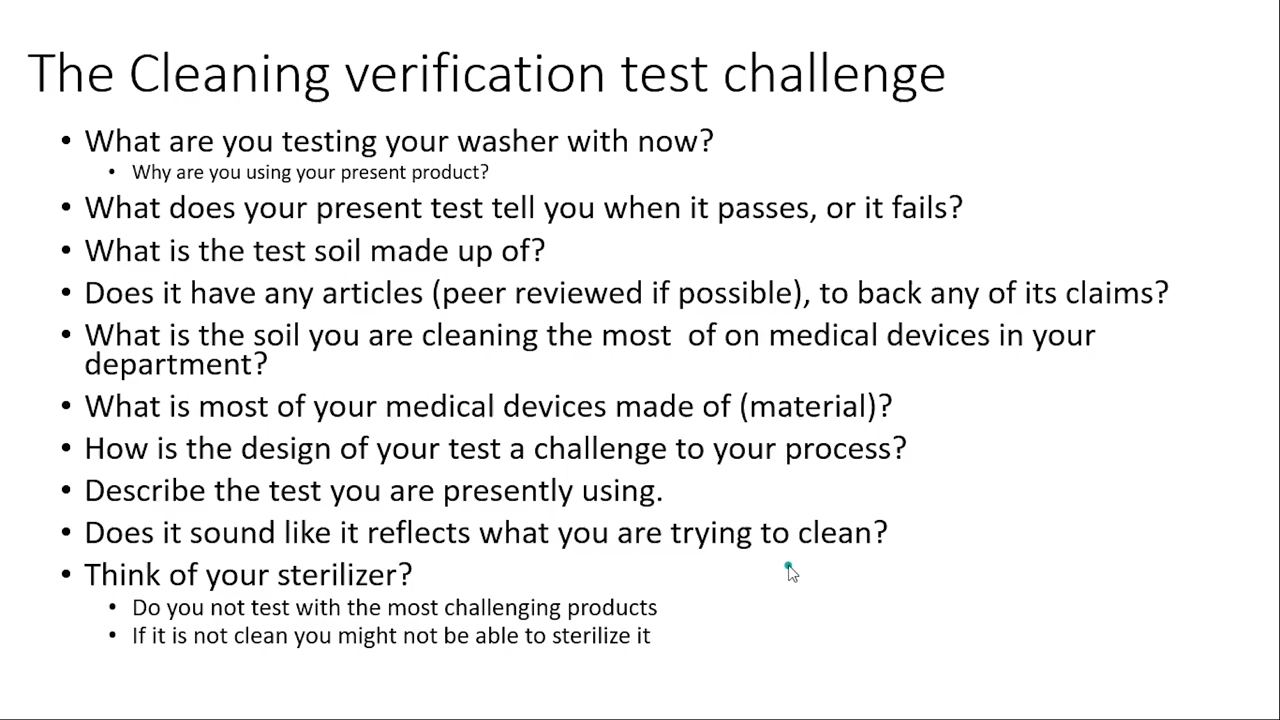 The Cleaning verification test challenge
• What are you testing your washer with now?
• Why are you using your present product?
• What does your present test tell you when it passes, or it fails?
• What is the test soil made up of?
• Does it have any articles (peer reviewed if possible), to back any of its claims?
• What is the soil you are cleaning the most  of on medical devices in your
department?
• What is most of your medical devices made of (material)?
• How is the design of your test a challenge to your process?
• Describe the test you are presently using.
• Does it sound like it reflects what you are trying to clean?
• Think of your sterilizer?
• Do you not test with the most challenging products
• If it is not clean you might not be able to sterilize it